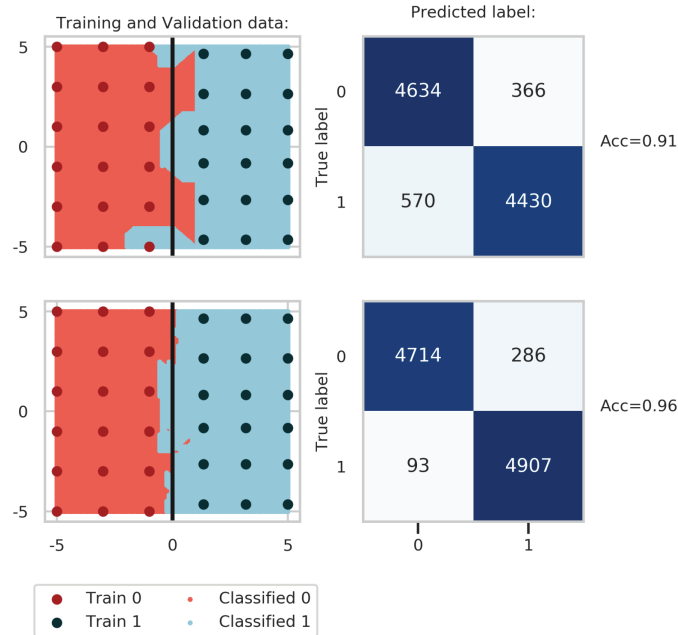 Training and Validation data:
Predicted label:
5
0
-5
True label
0
1
4634
366
570
4430
Acc=0.91
5
0
-5
-5
0
5
True label
4714
286
93
4907
0
1
0
1
Acc=0.96
Train 0
Classified 0
Train 1
Classified 1